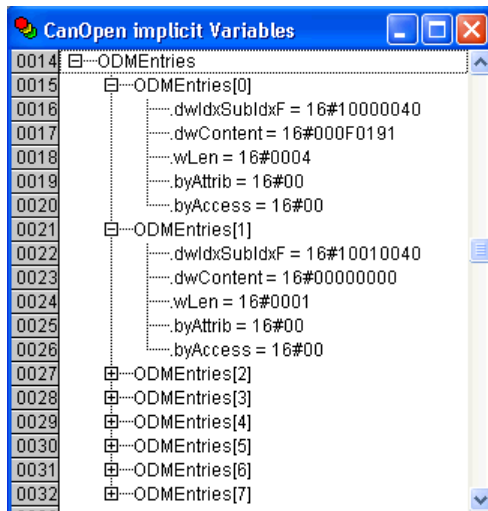 CanOpen implicit Variables
0014 ODMEntries
0015 ODMEntries[0]
0016 .dwIdxSubIdxF = 16#10000040
0017 .dwContent = 16#000F0191
0018 .wLen = 16#0004
0019 .byAttrib = 16#00
0020 .byAccess = 16#00
0021 ODMEntries[1]
0022 .dwIdxSubIdxF = 16#10010040
0023 .dwContent = 16#00000000
0024 .wLen = 16#0001
0025 .byAttrib = 16#00
0026 .byAccess = 16#00
0027 ODMEntries[2]
0028 ODMEntries[3]
0029 ODMEntries[4]
0030 ODMEntries[5]
0031 ODMEntries[6]
0032 ODMEntries[7]